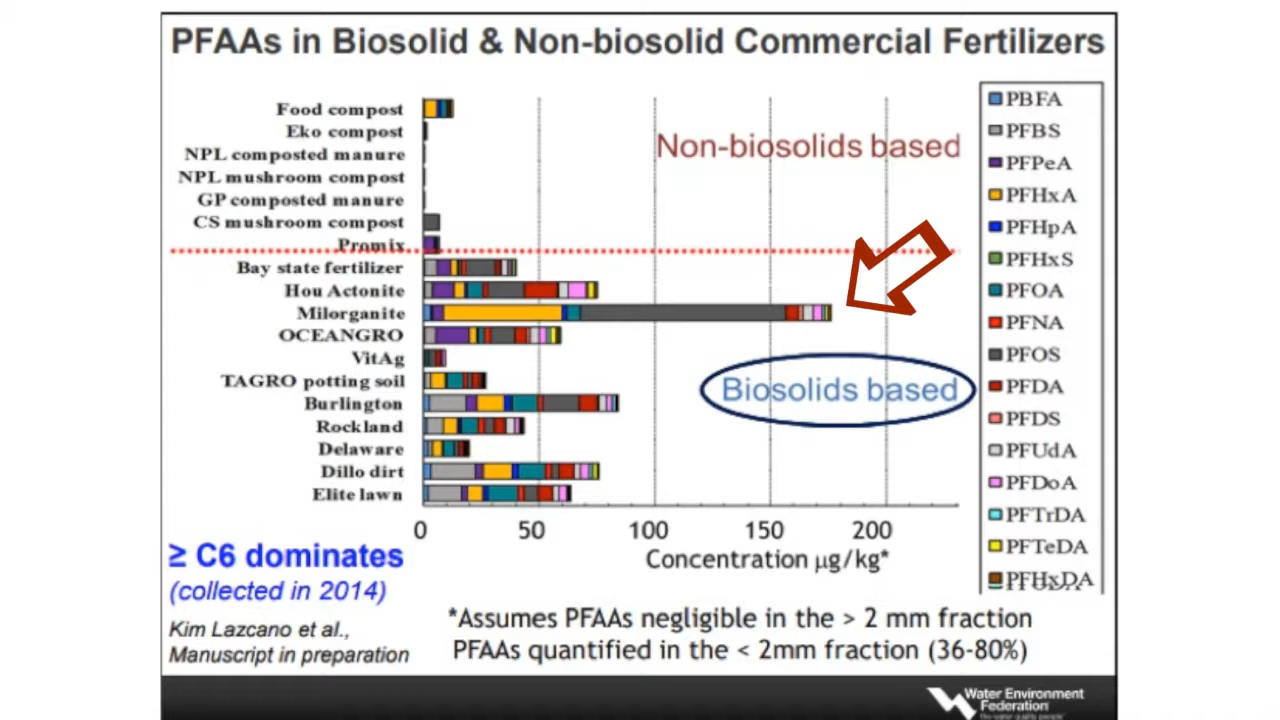 PFAAs in Biosolid & Non-biosolid Commercial Fertilizers
Food compost
Eko compost
NPL composted manure
NPL mushroom compost
GP composted manure
CS mushroom compost
Promix
Bay state fertilizer
Hou Actonite
Milorganite
OCEANGRO
VitAg
TAGRO potting soil
Burlington
Rockland
Delaware
Dillo dirt
Elite lawn
Non-biosolids based
Biosolids based
0 50 100 150 200
Concentration µg/kg*
PBFA
PFBS
PFPeA
PFHxA
PFHpA
PFHxS
PFOA
PFNA
PFOS
PFDA
PFDS
PFUdA
PFDoA
PFTrDA
PFTeDA
PFHxDA
≥ C6 dominates
(collected in 2014)
Kim Lazcano et al.,
Manuscript in preparation
*Assumes PFAAs negligible in the > 2 mm fraction
PFAAs quantified in the < 2mm fraction (36-80%)
Water Environment
Federation
the water quality people